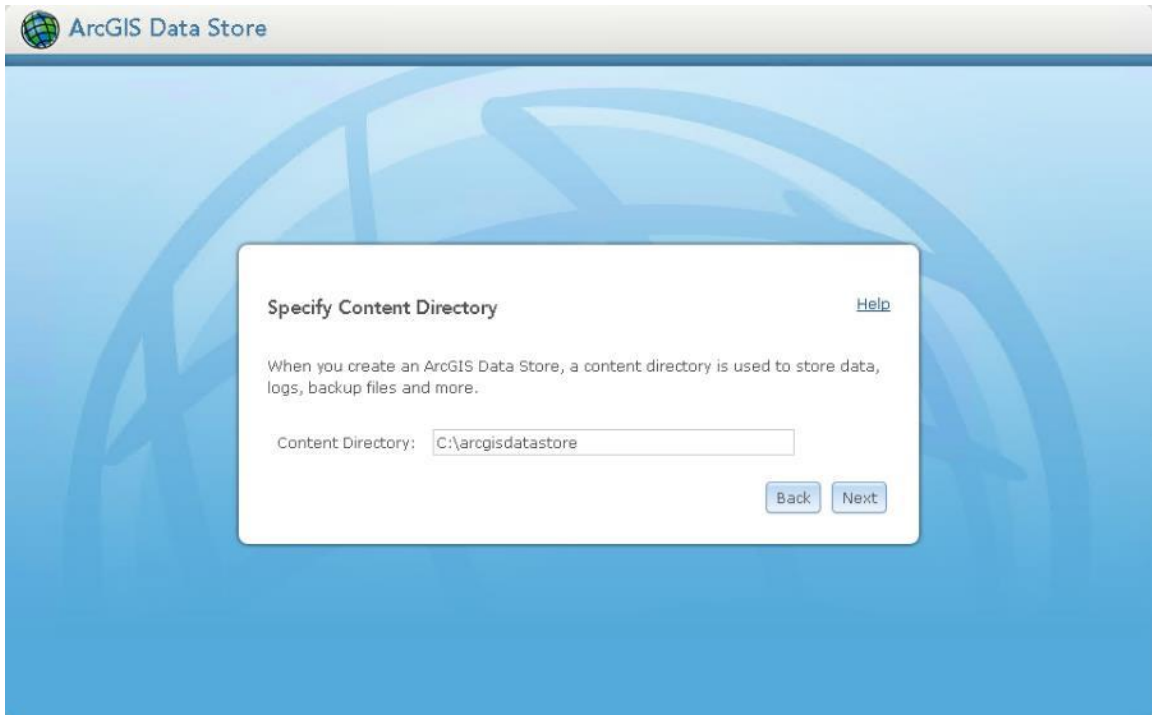 ArcGIS Data Store
Specify Content Directory
Help
When you create an ArcGIS Data Store, a content directory is used to store data,
logs, backup files and more.
Content Directory: C:\arcgisdatastore
Back Next